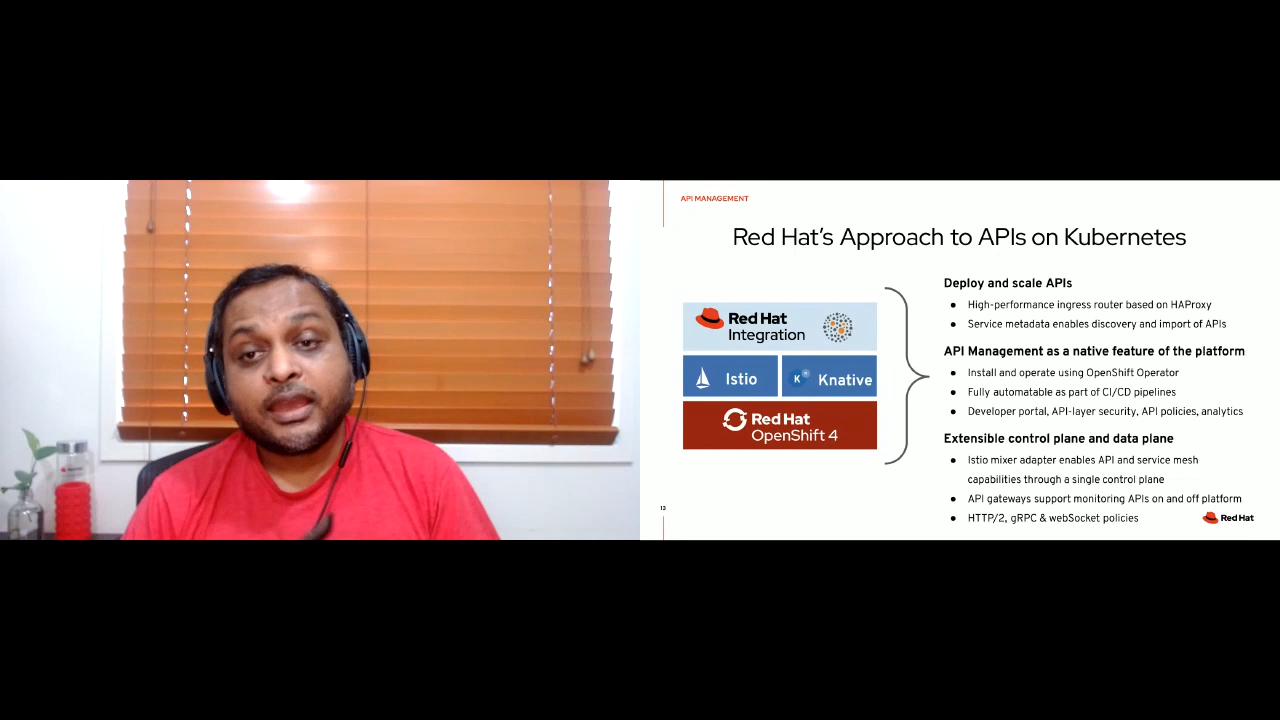 API MANAGEMENT
Red Hat's Approach to APIs on Kubernetes
Red Hat
Integration
Istio
Knative
Red Hat
OpenShift 4
Deploy and scale APIs
● High-performance ingress router based on HAProxy
● Service metadata enables discovery and import of APIs
API Management as a native feature of the platform
● Install and operate using OpenShift Operator
● Fully automatable as part of CI/CD pipelines
● Developer portal, API-layer security, API policies, analytics
Extensible control plane and data plane
● Istio mixer adapter enables API and service mesh
capabilities through a single control plane
● API gateways support monitoring APIs on and off platform
● HTTP/2, gRPC & webSocket policies
13
Red Hat